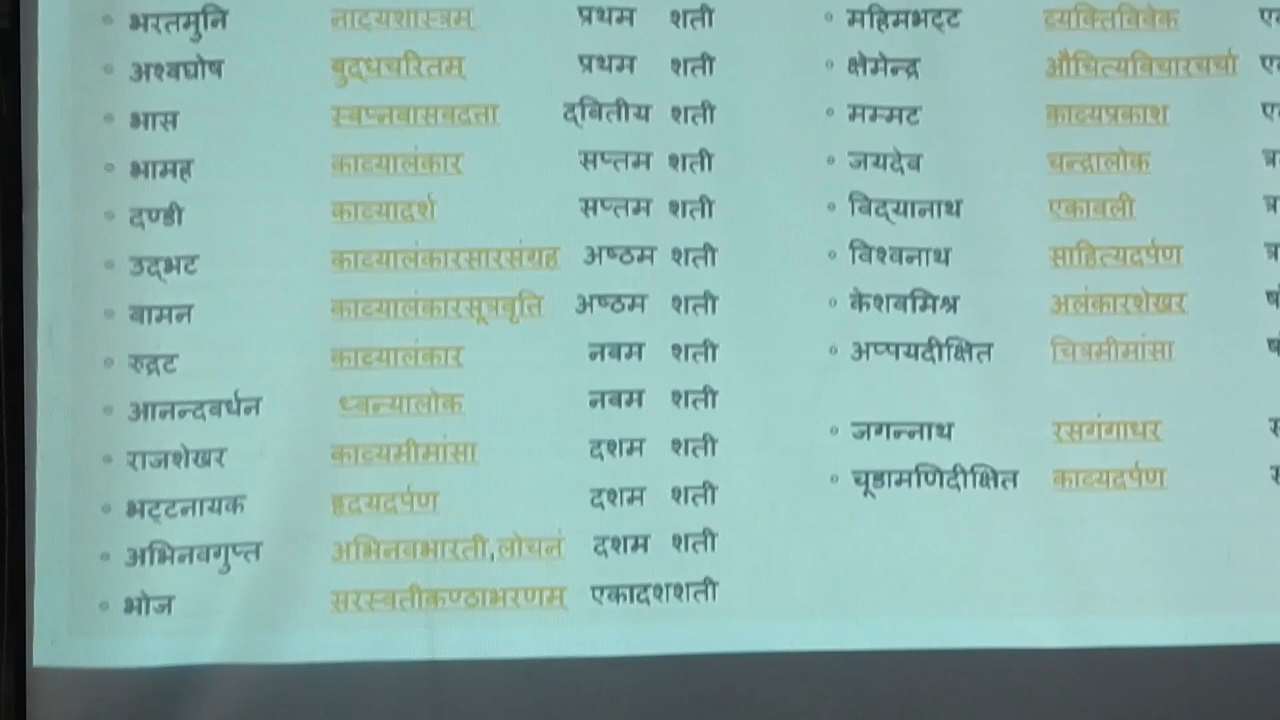 भरतमुनि नाट्यशास्त्रम् प्रथम शती
अश्वघोष बुद्धचरितम् प्रथम शती
भास स्वप्नवासवदत्ता द्वितीय शती
भामह काव्यालंकार सप्तम शती
दण्डी काव्यादर्श सप्तम शती
उद्भट काव्यालंकारसारसंग्रह अष्ठम शती
वामन काव्यालंकारसूत्रवृत्ति अष्ठम शती
रुद्रट काव्यालंकार नवम शती
आनन्दवर्धन ध्वन्यालोक नवम शती
राजशेखर काव्यमीमांसा दशम शती
भट्टनायक हृदयदर्पण दशम शती
अभिनवगुप्त अभिनवभारती,लोचनं दशम शती
भोज सरस्वतीकण्ठाभरणम् एकादशशती
महिमभट्ट व्यक्तिविवेक
क्षेमेन्द्र औचित्यविचारचर्चा
मम्मट काव्यप्रकाश
जयदेव चन्द्रालोक
विद्यानाथ एकावली
विश्वनाथ साहित्यदर्पण
केशवमिश्र अलंकारशेखर
अप्पयदीक्षित चित्रमीमांसा
जगन्नाथ रसगंगाधर
चूडामणिदीक्षित काव्यदर्पण